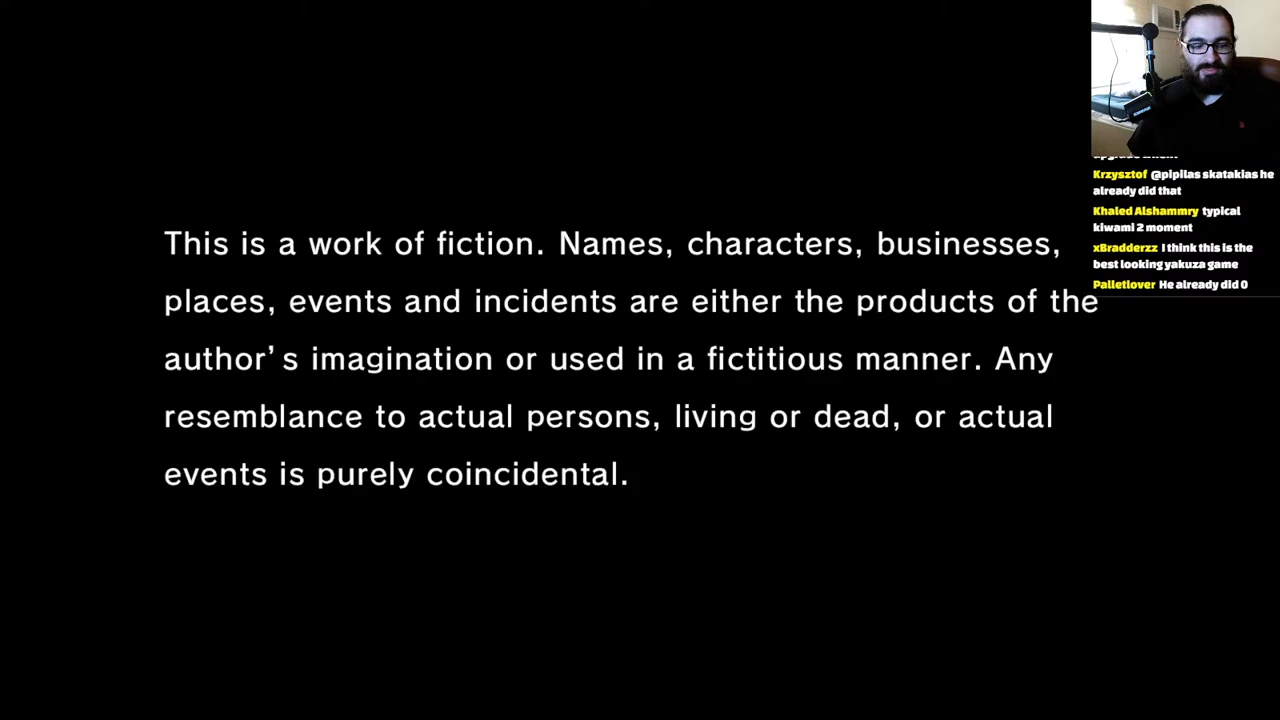 This is a work of fiction. Names, characters, businesses,
places, events and incidents are either the products of the
author's imagination or used in a fictitious manner. Any
resemblance to actual persons, living or dead, or actual
events is purely coincidental.
Krzysztof @pipilas skatakias he
already did that
Khaled Alshammry typical
kiwami 2 moment
xBradderzz I think this is the
best looking yakuza game
Palletlover He already did 0